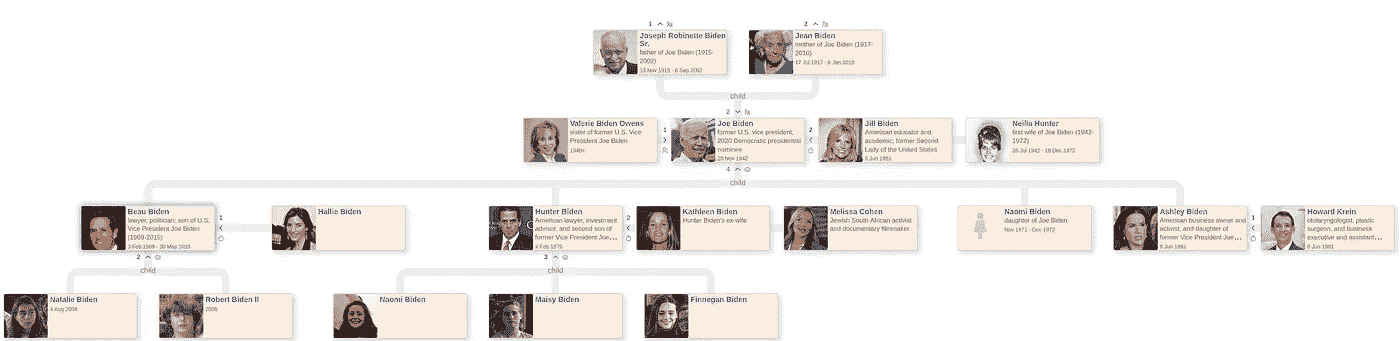 1
2
Joseph Robinette Biden
Sr.
father of Joe Biden (1915-
2002)
13 Nov 1915 - 6 Sep 2002
Jean Biden
mother of Joe Biden (1917-
2010)
17 Jul 1917 - 8 Jan 2010
child
2
Valerie Biden Owens
sister of former U.S. Vice
President Joe Biden
1940s
1
Joe Biden
former U.S. vice president,
2020 Democratic presidential
nominee
20 Nov 1942
2
Jill Biden
American educator and
academic; former Second
Lady of the United States
5 Jun 1951
Neilia Hunter
first wife of Joe Biden (1942-
1972)
28 Jul 1942 - 18 Dec 1972
4
child
Beau Biden
lawyer, politician; son of U.S.
Vice President Joe Biden
(1969-2015)
3 Feb 1969 - 30 May 2015
1
Hallie Biden
Hunter Biden
American lawyer, investment
advisor, and second son of
former Vice President Joe...
4 Feb 1970
2
Kathleen Biden
Hunter Biden's ex-wife
Melissa Cohen
Jewish South African activist
and documentary filmmaker
Naomi Biden
daughter of Joe Biden
Nov 1971 - Dec 1972
Ashley Biden
American business owner and
activist, and daughter of
former Vice President Joe...
8 Jun 1981
1
Howard Krein
otolaryngologist, plastic
surgeon, and business
executive and assistant...
6 Jun 1981
2
child
3
child
Natalie Biden
4 Aug 2004
Robert Biden II
2006
Naomi Biden
Maisy Biden
Finnegan Biden